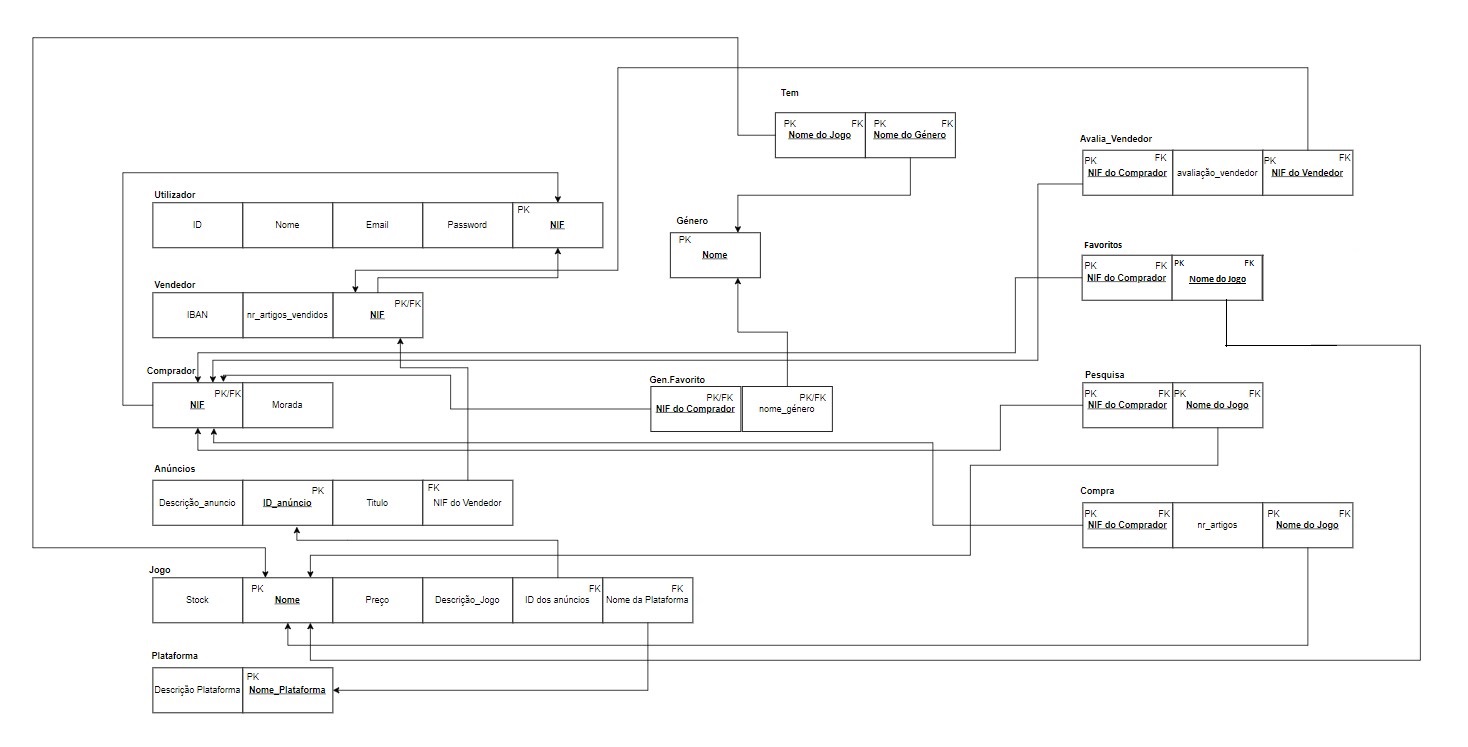 Tem
PK FK PK FK
Nome do Jogo Nome do Género
Avalia_Vendedor
PK FK PK FK
NIF do Comprador avaliação_vendedor NIF do Vendedor
Utilizador
PK
ID Nome Email Password NIF
Género
PK
Nome
Favoritos
PK FK PK FK
NIF do Comprador Nome do Jogo
Vendedor
PK/FK
IBAN nr_artigos_vendidos NIF
Comprador
PK/FK
NIF Morada
Gen.Favorito
PK/FK PK/FK
NIF do Comprador nome_género
Pesquisa
PK FK PK FK
NIF do Comprador Nome do Jogo
Anúncios
PK FK
Descrição_anuncio ID_anúncio Titulo NIF do Vendedor
Compra
PK FK PK FK
NIF do Comprador nr_artigos Nome do Jogo
Jogo
PK FK FK
Stock Nome Preço Descrição_Jogo ID dos anúncios Nome da Plataforma
Plataforma
PK
Descrição Plataforma Nome_Plataforma